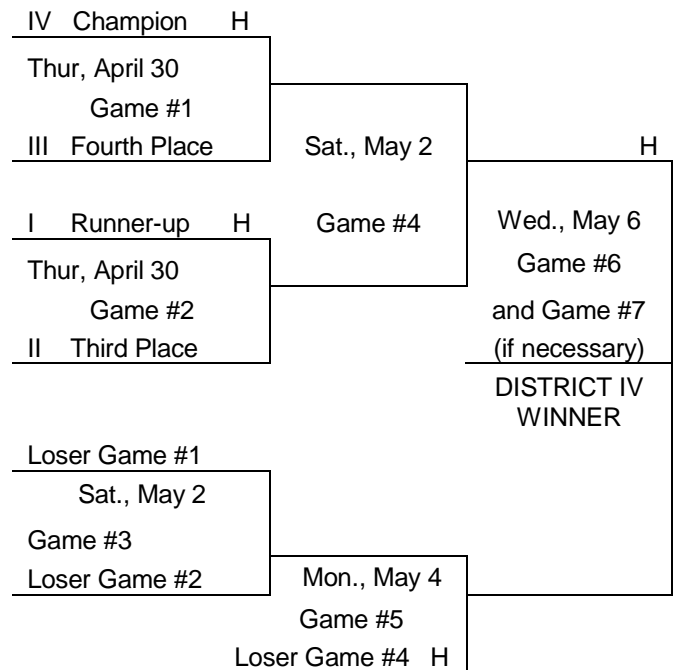 IV Champion H
Thur, April 30
Game #1
III Fourth Place
Sat., May 2
H
I Runner-up H
Game #4
Wed., May 6
Thur, April 30
Game #6
Game #2
and Game #7
II Third Place
(if necessary)
DISTRICT IV
WINNER
Loser Game #1
Sat., May 2
Game #3
Loser Game #2
Mon., May 4
Game #5
Loser Game #4 H